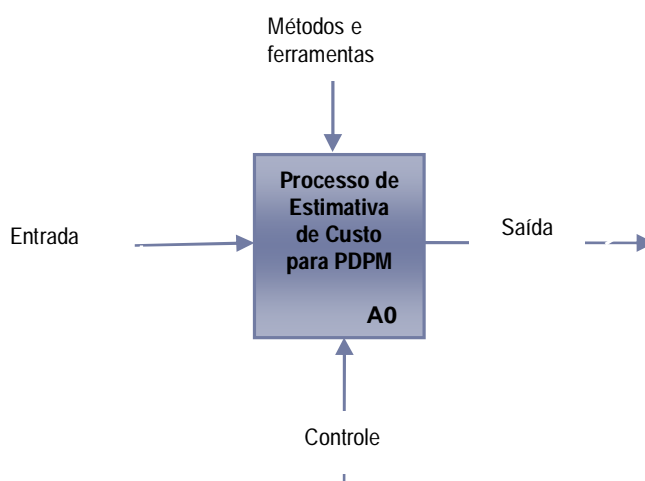 Métodos e
ferramentas
Processo de
Estimativa
de Custo
para PDPM
A0
Entrada
Saída
Controle